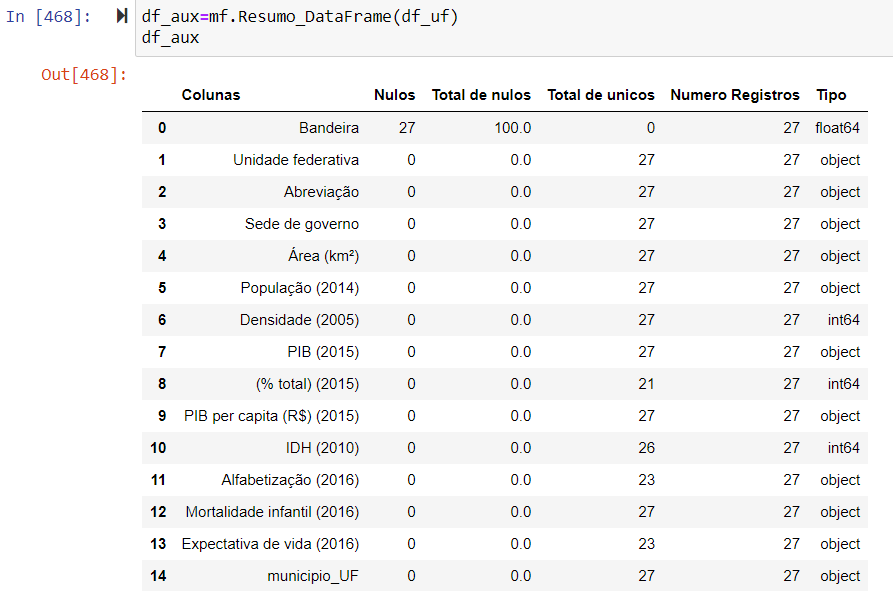 In [468]: df_aux=mf.Resumo_DataFrame(df_uf)
df_aux
Out[468]:
Colunas Nulos Total de nulos Total de unicos Numero Registros Tipo
0 Bandeira 27 100.0 0 27 float64
1 Unidade federativa 0 0.0 27 27 object
2 Abreviação 0 0.0 27 27 object
3 Sede de governo 0 0.0 27 27 object
4 Área (km²) 0 0.0 27 27 object
5 População (2014) 0 0.0 27 27 object
6 Densidade (2005) 0 0.0 27 27 int64
7 PIB (2015) 0 0.0 27 27 object
8 (% total) (2015) 0 0.0 21 27 int64
9 PIB per capita (R$) (2015) 0 0.0 27 27 object
10 IDH (2010) 0 0.0 26 27 int64
11 Alfabetização (2016) 0 0.0 23 27 object
12 Mortalidade infantil (2016) 0 0.0 27 27 object
13 Expectativa de vida (2016) 0 0.0 23 27 object
14 municipio_UF 0 0.0 27 27 object